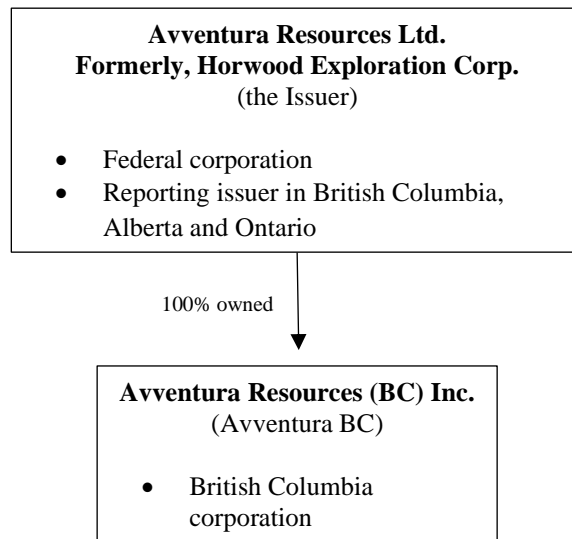 Avventura Resources Ltd.
Formerly, Horwood Exploration Corp.
(the Issuer)
• Federal corporation
• Reporting issuer in British Columbia,
Alberta and Ontario
100% owned
Avventura Resources (BC) Inc.
(Avventura BC)
• British Columbia
corporation